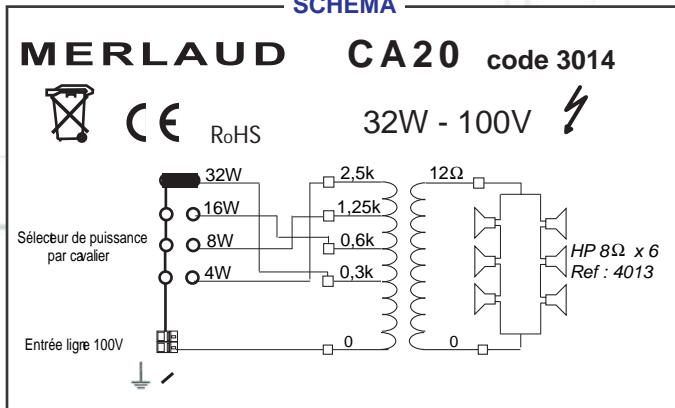 SCHEMA
MERLAUD CA20 code 3014
CE RoHS 32W - 100V
32W 2,5k 12Ω
16W 1,25k
Sélecteur de puissance
par cavalier
8W 0,6k
HP 8Ω x 6
4W 0,3k
Ref : 4013
Entrée ligne 100V
0 0